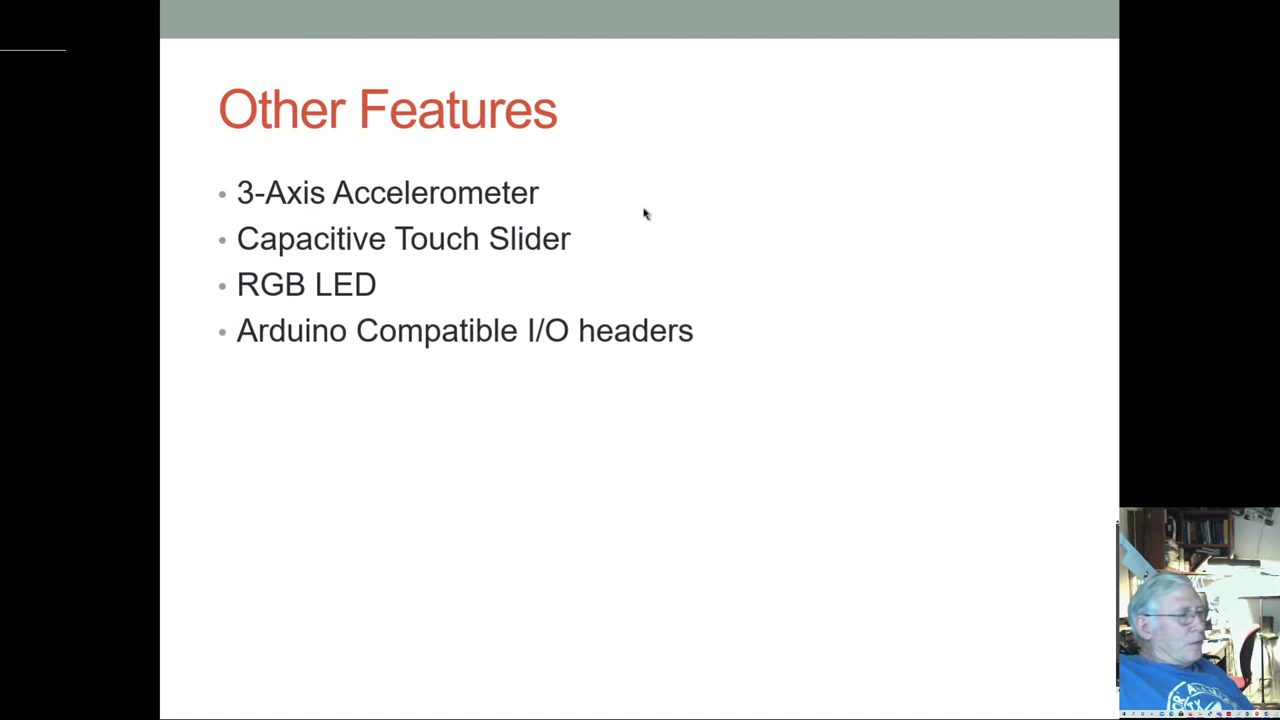 Other Features
• 3-Axis Accelerometer
• Capacitive Touch Slider
• RGB LED
• Arduino Compatible I/O headers